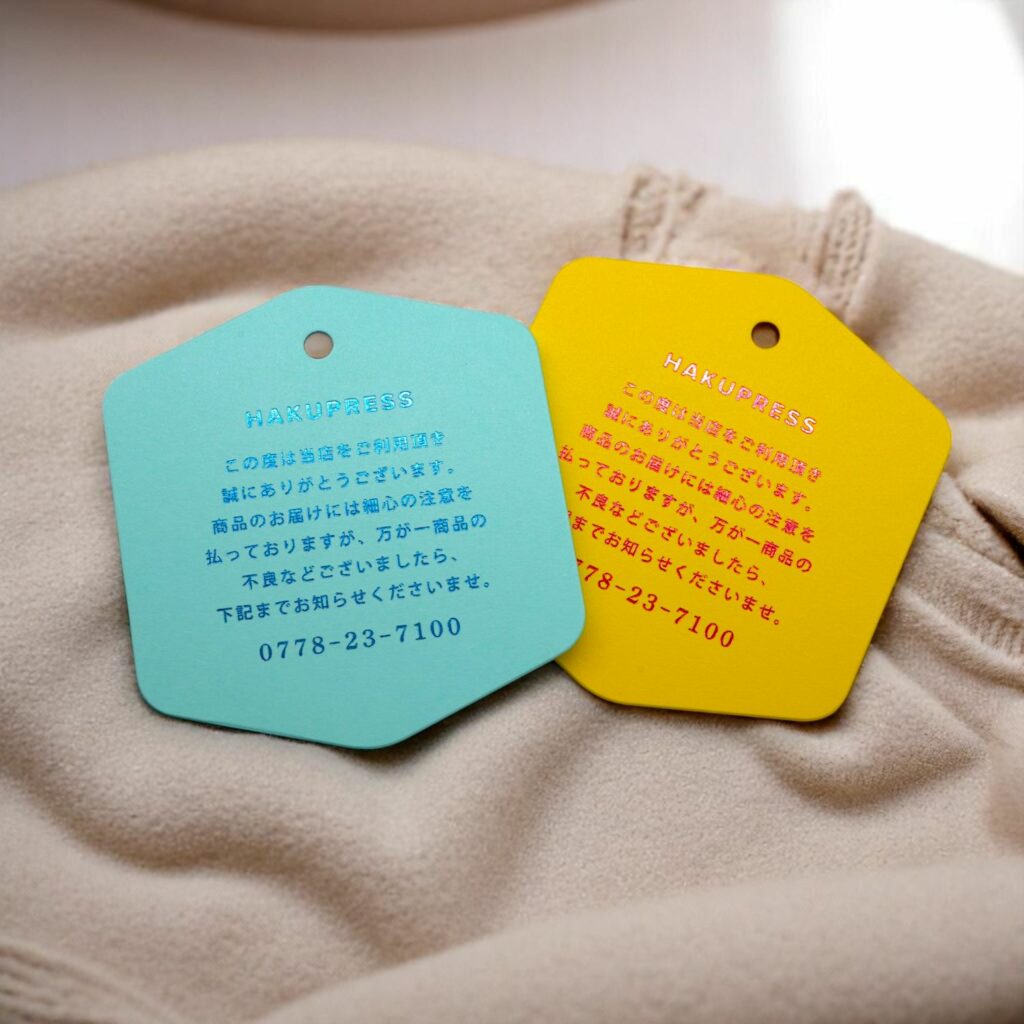 HAKUPRESS
この度は当店をご利用頂き
誠にありがとうございます。
商品のお届けには細心の注意を
払っておりますが、万が一商品の
不良などございましたら、
下記までお知らせくださいませ。
0778-23-7100
HAKUPRESS
この度は当店をご利用頂き
誠にありがとうございます。
商品のお届けには細心の注意を
払っておりますが、万が一商品の
不良などございましたら、
までお知らせくださいませ。
778-23-7100